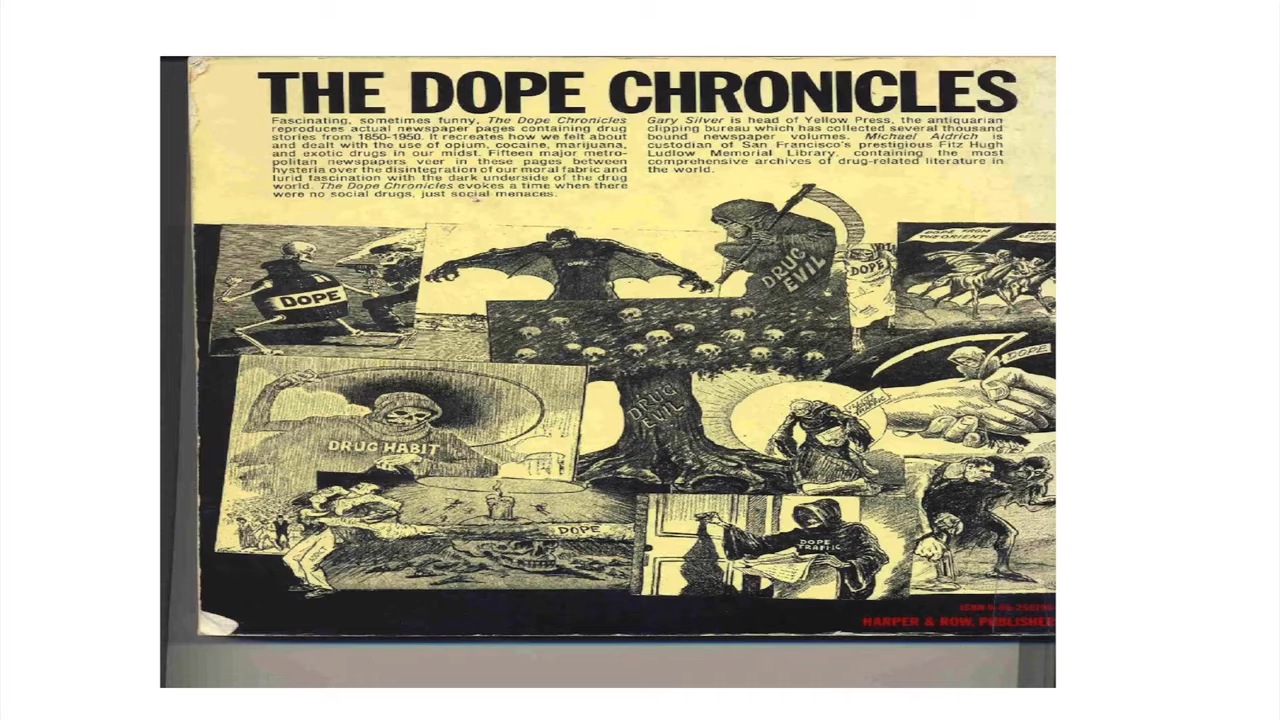 THE DOPE CHRONICLES
Fascinating, sometimes funny, The Dope Chronicles
reproduces actual newspaper pages containing drug
stories from 1850-1950. It recreates how we felt about
and dealt with the use of opium, cocaine, marijuana,
and exotic drugs in our midst. Fifteen major metro-
politan newspapers veer in these pages between
hysteria over the disintegration of our moral fabric and
lurid fascination with the dark underside of the drug
world. The Dope Chronicles evokes a time when there
were no social drugs, just social menaces.
Gary Silver is head of Yellow Press, the antiquarian
clipping bureau which has collected several thousand
bound newspaper volumes. Michael Aldrich is
custodian of San Francisco's prestigious Fitz Hugh
Ludlow Memorial Library, containing the most
comprehensive archives of drug-related literature in
the world.
DRUG
EVIL
DOPE
DOPE FROM
THE ORIENT
DOPE
DOPE
DRUG
EVIL
DRUG HABIT
DOPE
DOPE
TRAFFIC
HARPER & ROW, PUBLISHER